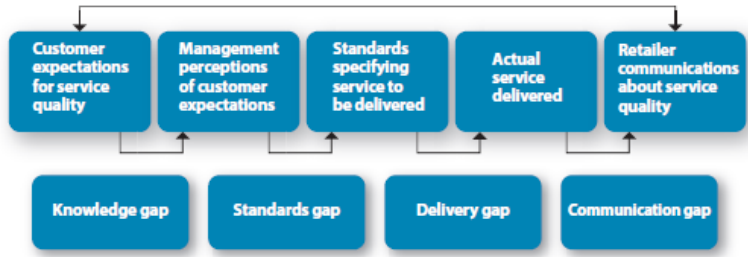 Customer
expectations
for service
quality
Management
perceptions
of customer
expectations
Standards
specifying
service to
be delivered
Actual
service
delivered
Retailer
communications
about service
quality
Knowledge gap
Standards gap
Delivery gap
Communication gap